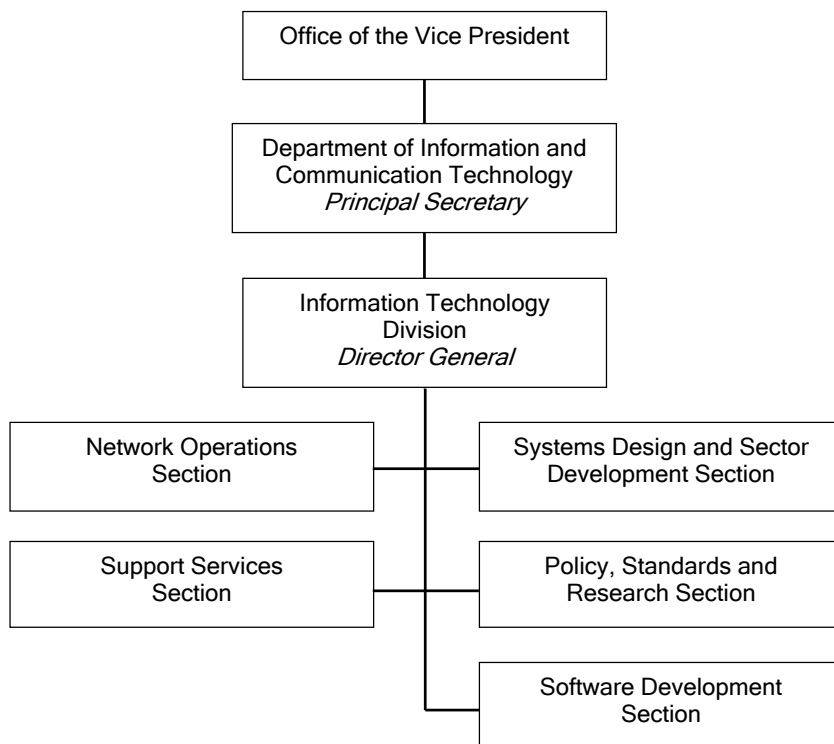 Office of the Vice President
Department of Information and
Communication Technology
Principal Secretary
Information Technology
Division
Director General
Network Operations
Section
Systems Design and Sector
Development Section
Support Services
Section
Policy, Standards and
Research Section
Software Development
Section